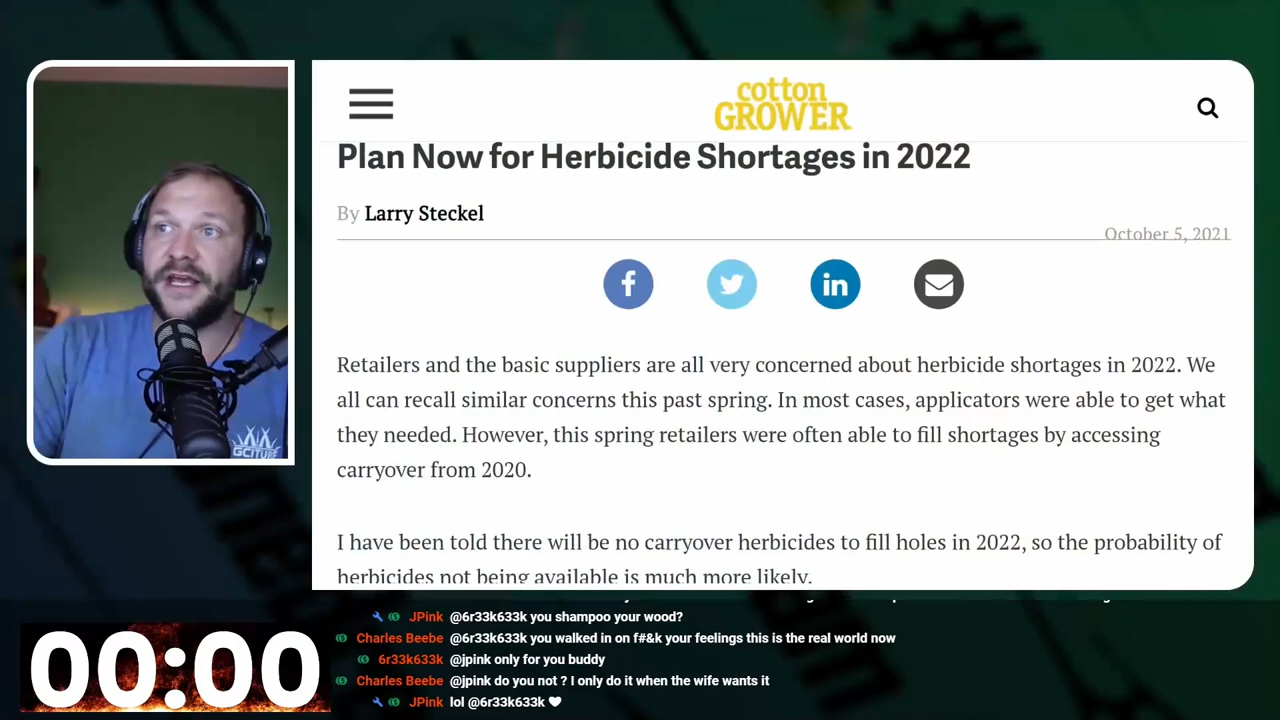 cotton
GROWER
Plan Now for Herbicide Shortages in 2022
By Larry Steckel
October 5, 2021
Retailers and the basic suppliers are all very concerned about herbicide shortages in 2022. We
all can recall similar concerns this past spring. In most cases, applicators were able to get what
they needed. However, this spring retailers were often able to fill shortages by accessing
carryover from 2020.
I have been told there will be no carryover herbicides to fill holes in 2022, so the probability of
herbicides not being available is much more likely.
GCITURF
00:00
JPink @6r33k633k you shampoo your wood?
Charles Beebe @6r33k633k you walked in on f#&k your feelings this is the real world now
6r33k633k @jpink only for you buddy
Charles Beebe @jpink do you not ? I only do it when the wife wants it
JPink lol @6r33k633k